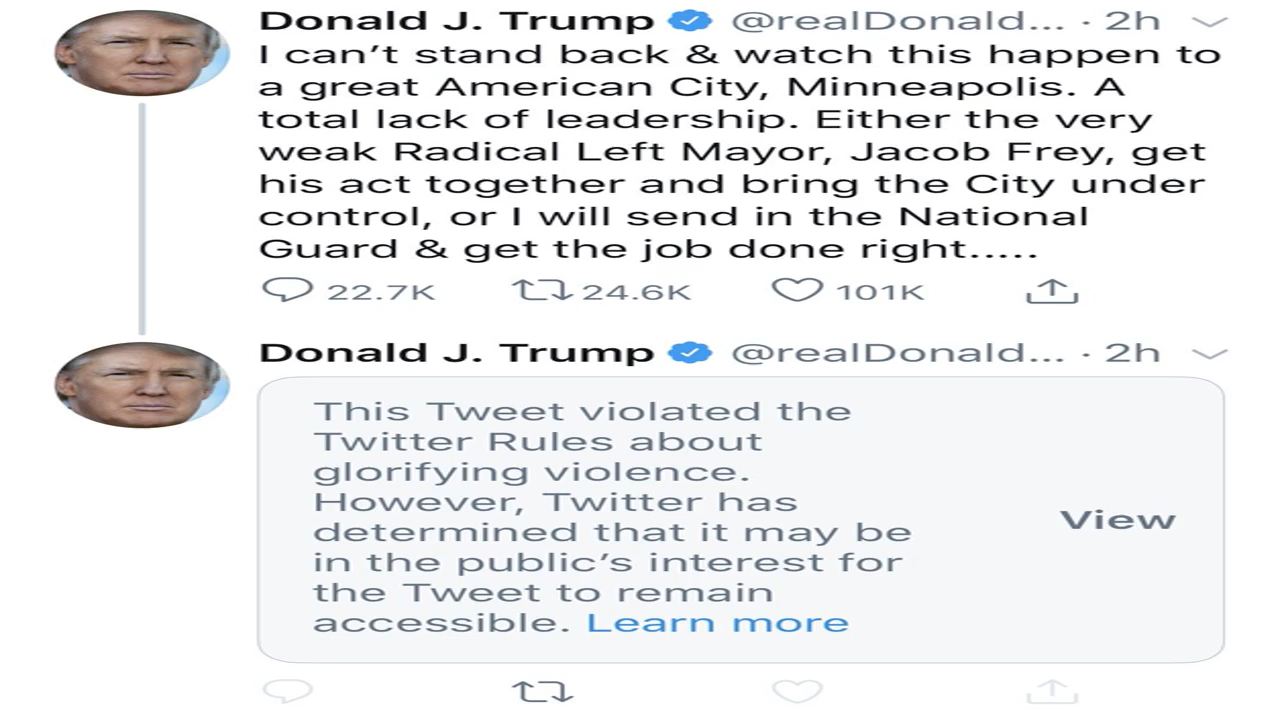 Donald J. Trump @realDonald... · 2h
I can’t stand back & watch this happen to
a great American City, Minneapolis. A
total lack of leadership. Either the very
weak Radical Left Mayor, Jacob Frey, get
his act together and bring the City under
control, or I will send in the National
Guard & get the job done right.....
22.7K 24.6K 101K
Donald J. Trump @realDonald... · 2h
This Tweet violated the
Twitter Rules about
glorifying violence.
However, Twitter has
determined that it may be
in the public’s interest for
the Tweet to remain
accessible. Learn more
View